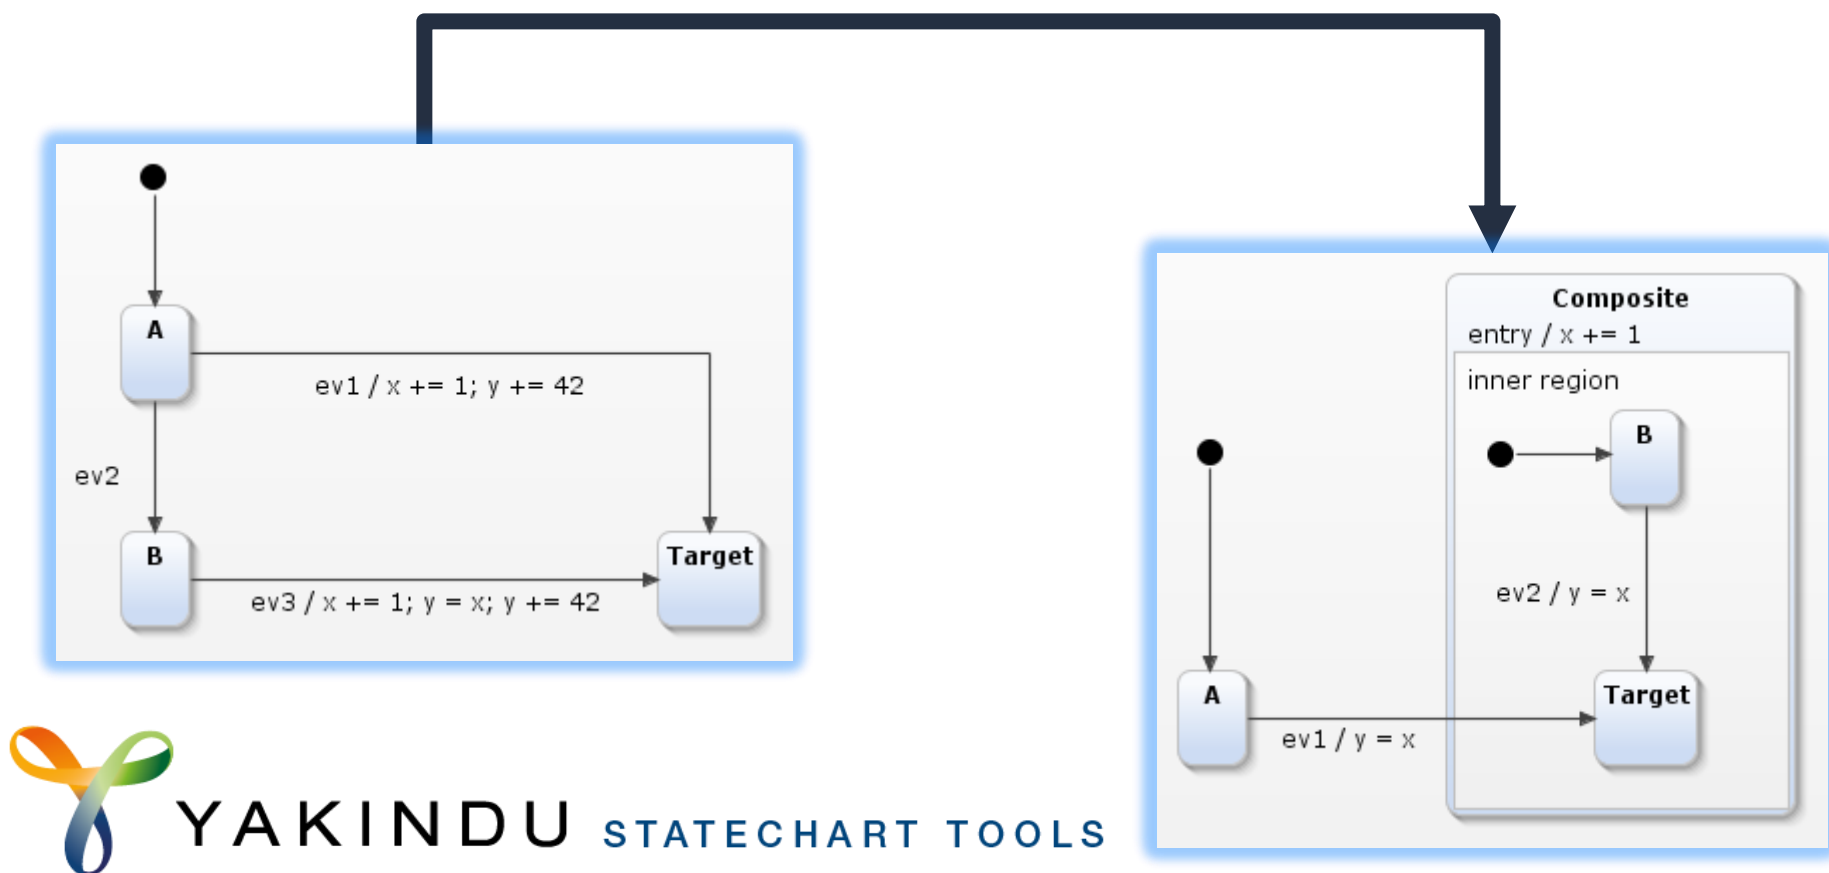 A
ev1 / x += 1; y += 42
ev2
B
Target
ev3 / x += 1; y = x; y += 42
Composite
entry / x += 1
inner region
B
ev2 / y = x
A
Target
ev1 / y = x
YAKINDU STATECHART TOOLS